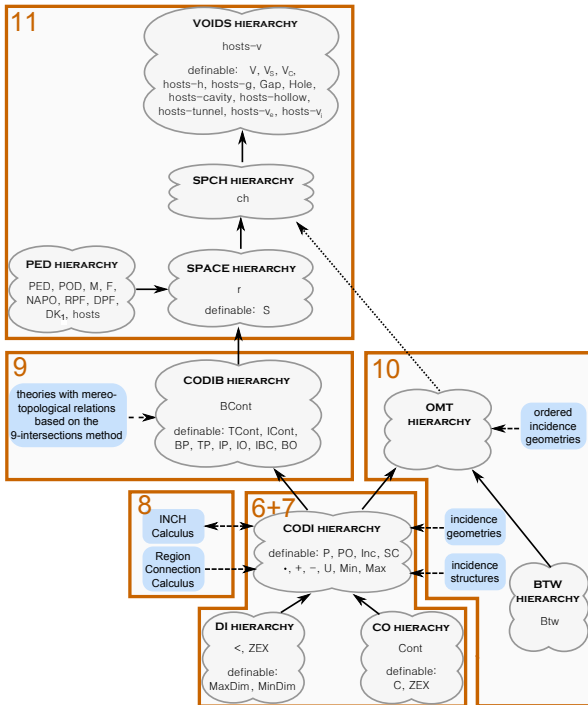 11
VOIDS HIERARCHY
hosts-v
definable: V, Vs, Vc,
hosts-h, hosts-g, Gap, Hole,
hosts-cavity, hosts-hollow,
hosts-tunnel, hosts-ve, hosts-vi
SPCH HIERARCHY
ch
PED HIERARCHY
PED, POD, M, F,
NAPO, RPF, DPF,
DK1, hosts
SPACE HIERARCHY
r
definable: S
9
theories with mereo-
topological relations
based on the
9-intersections method
CODIB HIERARCHY
BCont
definable: TCont, ICont,
BP, TP, IP, IO, IBC, BO
10
OMT
HIERARCHY
ordered
incidence
geometries
8
INCH
Calculus
Region
Connection
Calculus
6+7
CODI HIERARCHY
definable: P, PO, Inc, SC
·, +, −, U, Min, Max
incidence
geometries
incidence
structures
BTW
HIERARCHY
Btw
DI HIERARCHY
<, ZEX
definable:
MaxDim, MinDim
CO HIERACHY
Cont
definable:
C, ZEX